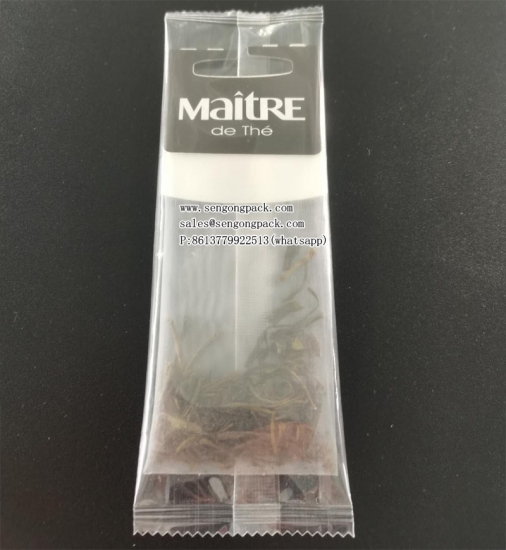 MAîtRE
de Thé
www.sengongpack.com
sales@sengongpack.com
P:8613779922513(whatsapp)